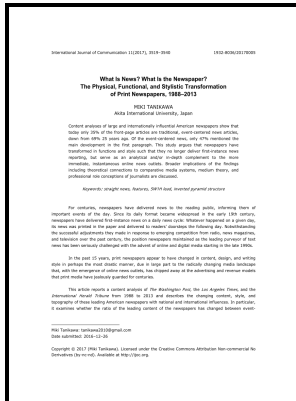 International Journal of Communication 11(2017), 3519–3540 1932-8036/20170005
What Is News? What Is the Newspaper?
The Physical, Functional, and Stylistic Transformation
of Print Newspapers, 1988–2013
MIKI TANIKAWA
Akita International University, Japan
Content analyses of large and internationally influential American newspapers show that
today only 35% of the front-page articles are traditional, event-centered news articles,
down from 69% 25 years ago. Of the event-centered news, only 47% mentioned the
main development in the first paragraph. This study argues that newspapers have
transformed in functions and style such that they no longer deliver first-instance news
reporting, but serve as an analytical and/or in-depth complement to the more
immediate, instantaneous online news outlets. Broader implications of the findings
including theoretical connections to comparative media systems, medium theory, and
professional role conceptions of journalists are discussed.
Keywords: straight news, features, 5W1H lead, inverted pyramid structure
For centuries, newspapers have delivered news to the reading public, informing them of
important events of the day. Since its daily format became widespread in the early 19th century,
newspapers have delivered first-instance news on a daily news cycle: Whatever happened on a given day,
its news was printed in the paper and delivered to readers' doorsteps the following day. Notwithstanding
the successful adjustments they made in response to emerging competition from radio, news magazines,
and television over the past century, the position newspapers maintained as the leading purveyor of fast
news has been seriously challenged with the advent of online and digital media starting in the late 1990s.
In the past 15 years, print newspapers appear to have changed in content, design, and writing
style in perhaps the most drastic manner, due in large part to the radically changing media landscape
that, with the emergence of online news outlets, has chipped away at the advertising and revenue models
that print media have jealously guarded for centuries.
This article reports a content analysis of The Washington Post, the Los Angeles Times, and the
International Herald Tribune from 1988 to 2013 and describes the changing content, style, and
topography of these leading American newspapers with national and international influence. In particular,
it examines whether the ratio of the leading content of the newspaper has changed between event-
Miki Tanikawa: tanikawa2010@gmail.com
Date submitted: 2016–12–26
Copyright © 2017 (Miki Tanikawa). Licensed under the Creative Commons Attribution Non-commercial No
Derivatives (by-nc-nd). Available at http://ijoc.org.